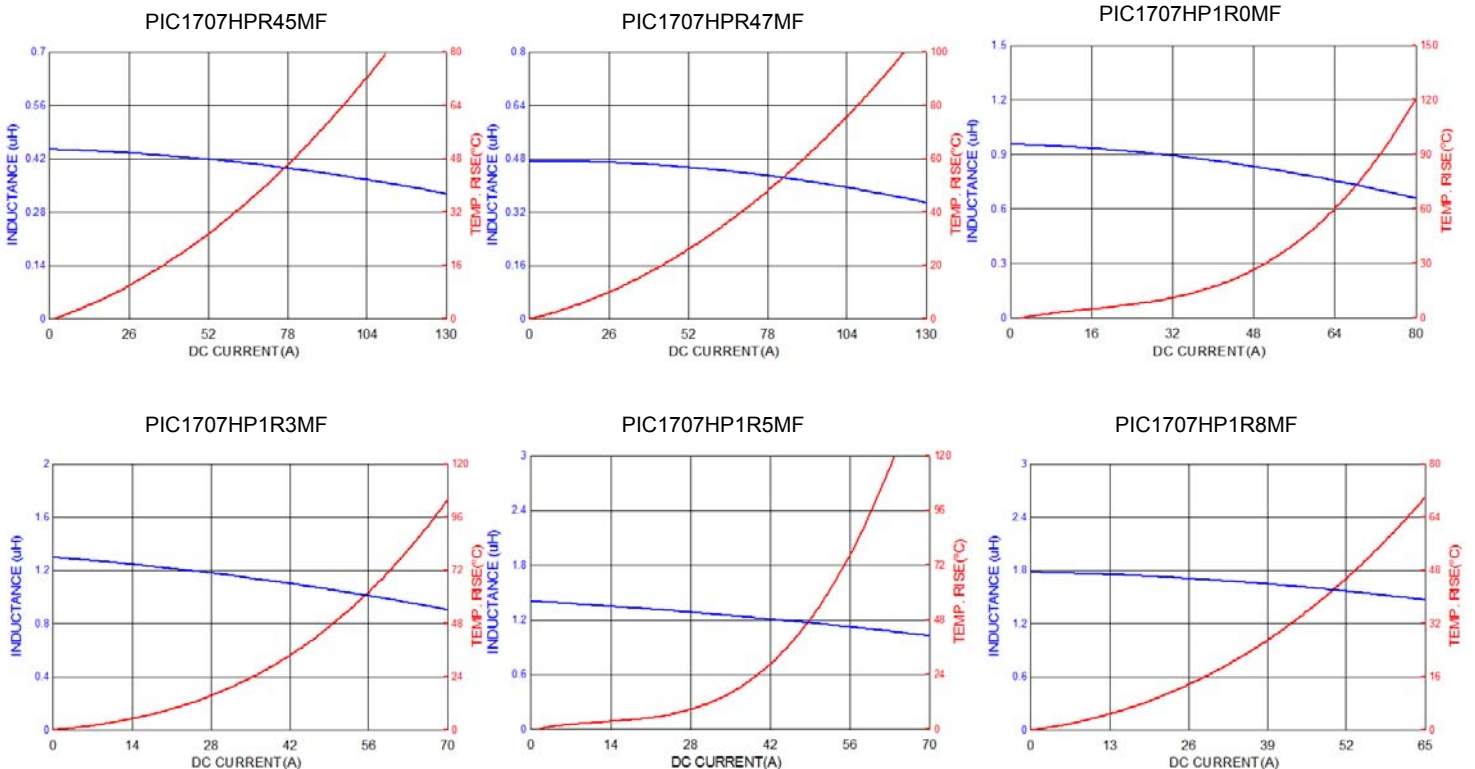 PIC1707HPR45MF
PIC1707HPR47MF
PIC1707HP1R0MF
INDUCTANCE (uH)
0.7
0.56
0.42
0.28
0.14
0
80
64
48
32
16
0
TEMP. RISE(°C)
0 26 52 78 104 130
DC CURRENT(A)
INDUCTANCE (uH)
0.8
0.64
0.48
0.32
0.16
0
100
80
60
40
20
0
TEMP. RISE(°C)
0 26 52 78 104 130
DC CURRENT(A)
INDUCTANCE (uH)
1.5
1.2
0.9
0.6
0.3
0
150
120
90
60
30
0
TEMP. RISE(°C)
0 16 32 48 64 80
DC CURRENT(A)
PIC1707HP1R3MF
PIC1707HP1R5MF
PIC1707HP1R8MF
INDUCTANCE (uH)
2
1.6
1.2
0.8
0.4
0
120
96
72
48
24
0
TEMP. RISE(°C)
0 14 28 42 56 70
DC CURRENT(A)
INDUCTANCE (uH)
3
2.4
1.8
1.2
0.6
0
120
96
72
48
24
0
TEMP. RISE(°C)
0 14 28 42 56 70
DC CURRENT(A)
INDUCTANCE (uH)
3
2.4
1.8
1.2
0.6
0
80
64
48
32
16
0
TEMP. RISE(°C)
0 13 26 39 52 65
DC CURRENT(A)